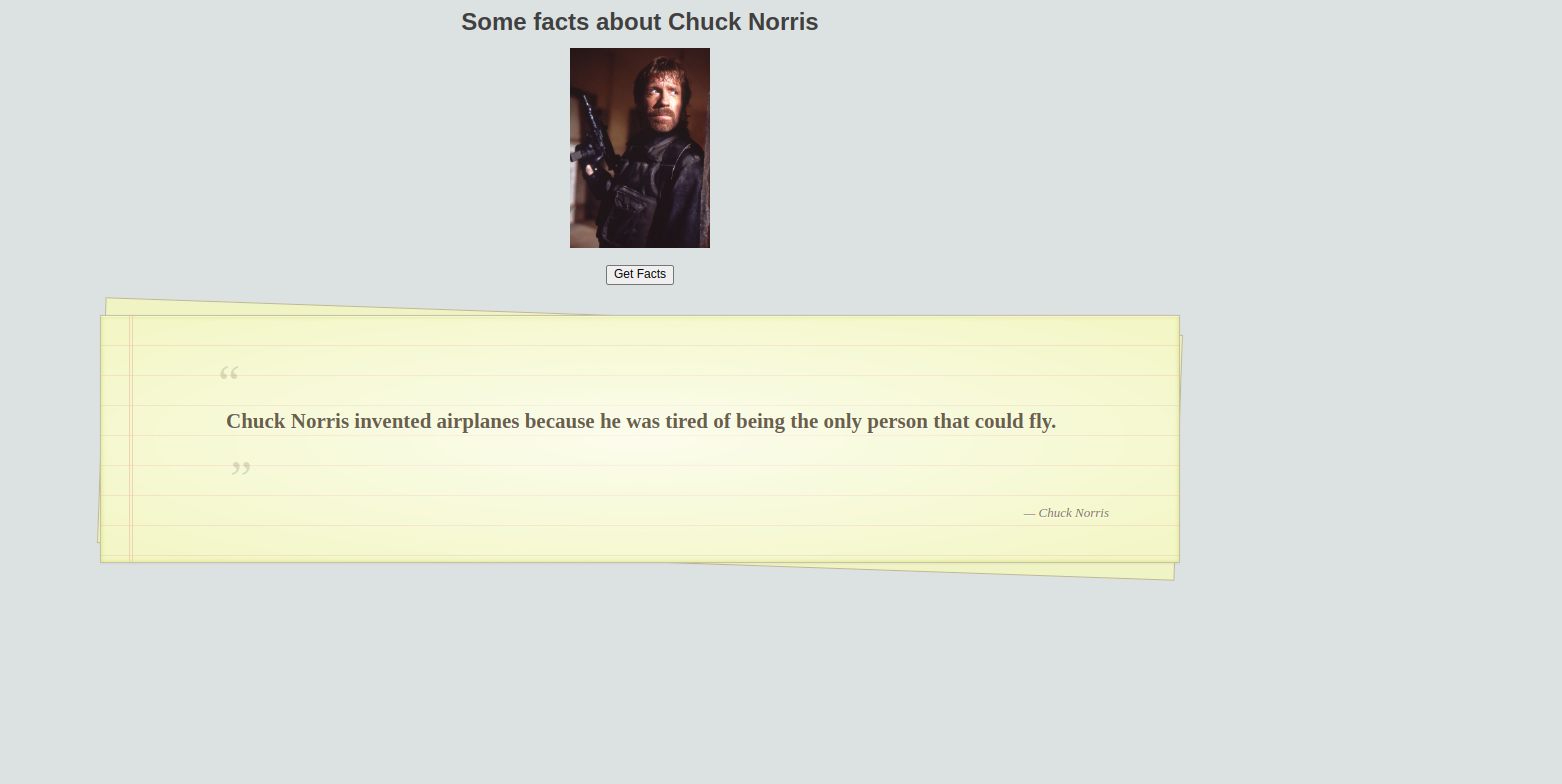 Some facts about Chuck Norris
Get Facts
“
Chuck Norris invented airplanes because he was tired of being the only person that could fly.
”
— Chuck Norris